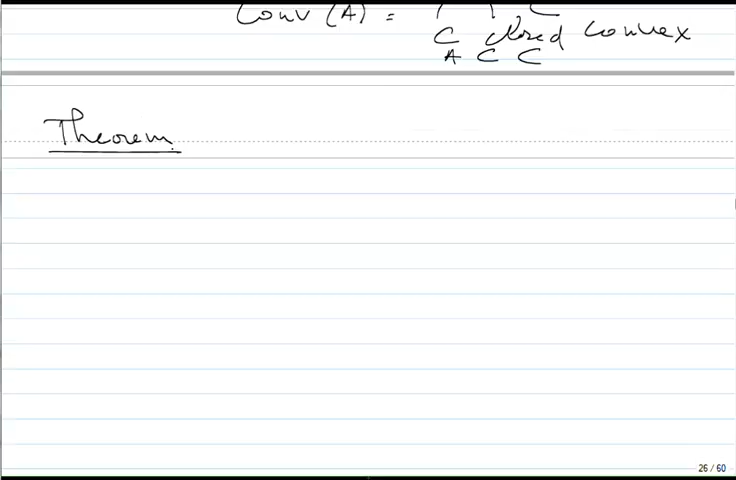 Conv (A) = ⋂ C
C closed convex
A ⊂ C
Theorem.
26 / 60